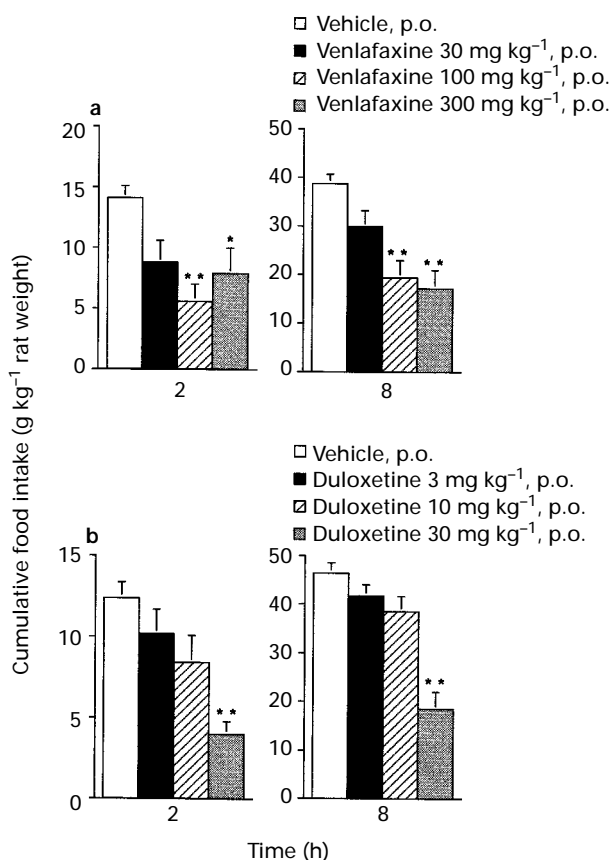 Vehicle, p.o.
Venlafaxine 30 mg kg⁻¹, p.o.
Venlafaxine 100 mg kg⁻¹, p.o.
Venlafaxine 300 mg kg⁻¹, p.o.
a
20
15
10
5
0
* *
*
2
50
40
30
20
10
0
* *
* *
8
Cumulative food intake (g kg⁻¹ rat weight)
Vehicle, p.o.
Duloxetine 3 mg kg⁻¹, p.o.
Duloxetine 10 mg kg⁻¹, p.o.
Duloxetine 30 mg kg⁻¹, p.o.
b
15
10
5
0
* *
2
50
40
30
20
10
0
* *
8
Time (h)